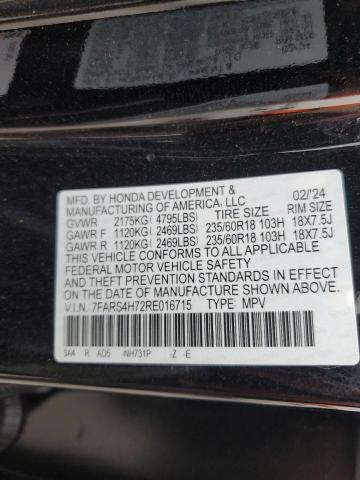 MFD. BY HONDA DEVELOPMENT & 02/'24
MANUFACTURING OF AMERICA, LLC
GVWR 2175KG( 4795LBS) TIRE SIZE RIM SIZE
GAWR F 1120KG( 2469LBS) 235/60R18 103H 18X7.5J
GAWR R 1120KG( 2469LBS) 235/60R18 103H 18X7.5J
THIS VEHICLE CONFORMS TO ALL APPLICABLE
FEDERAL MOTOR VEHICLE SAFETY
THEFT PREVENTION STANDARDS IN EFFECT
ON THE DATE OF MANUFACTURE SHOWN ABOVE.
V.I.N. 7FARS4H72RE016715 TYPE: MPV
3A4 R AD5 -NH731P -Z -E